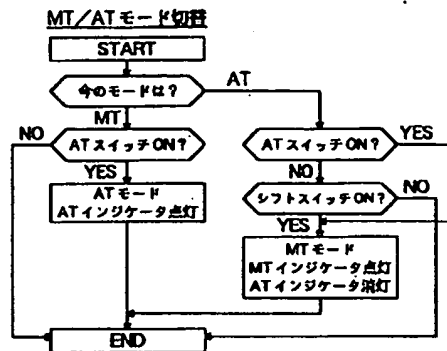 MT/ATモード切替
START
今のモードは?
AT
MT
NO
ATスイッチON?
ATスイッチON?
YES
YES
NO
ATモード
ATインジケータ点灯
シフトスイッチON?
NO
YES
MTモード
MTインジケータ点灯
ATインジケータ消灯
END